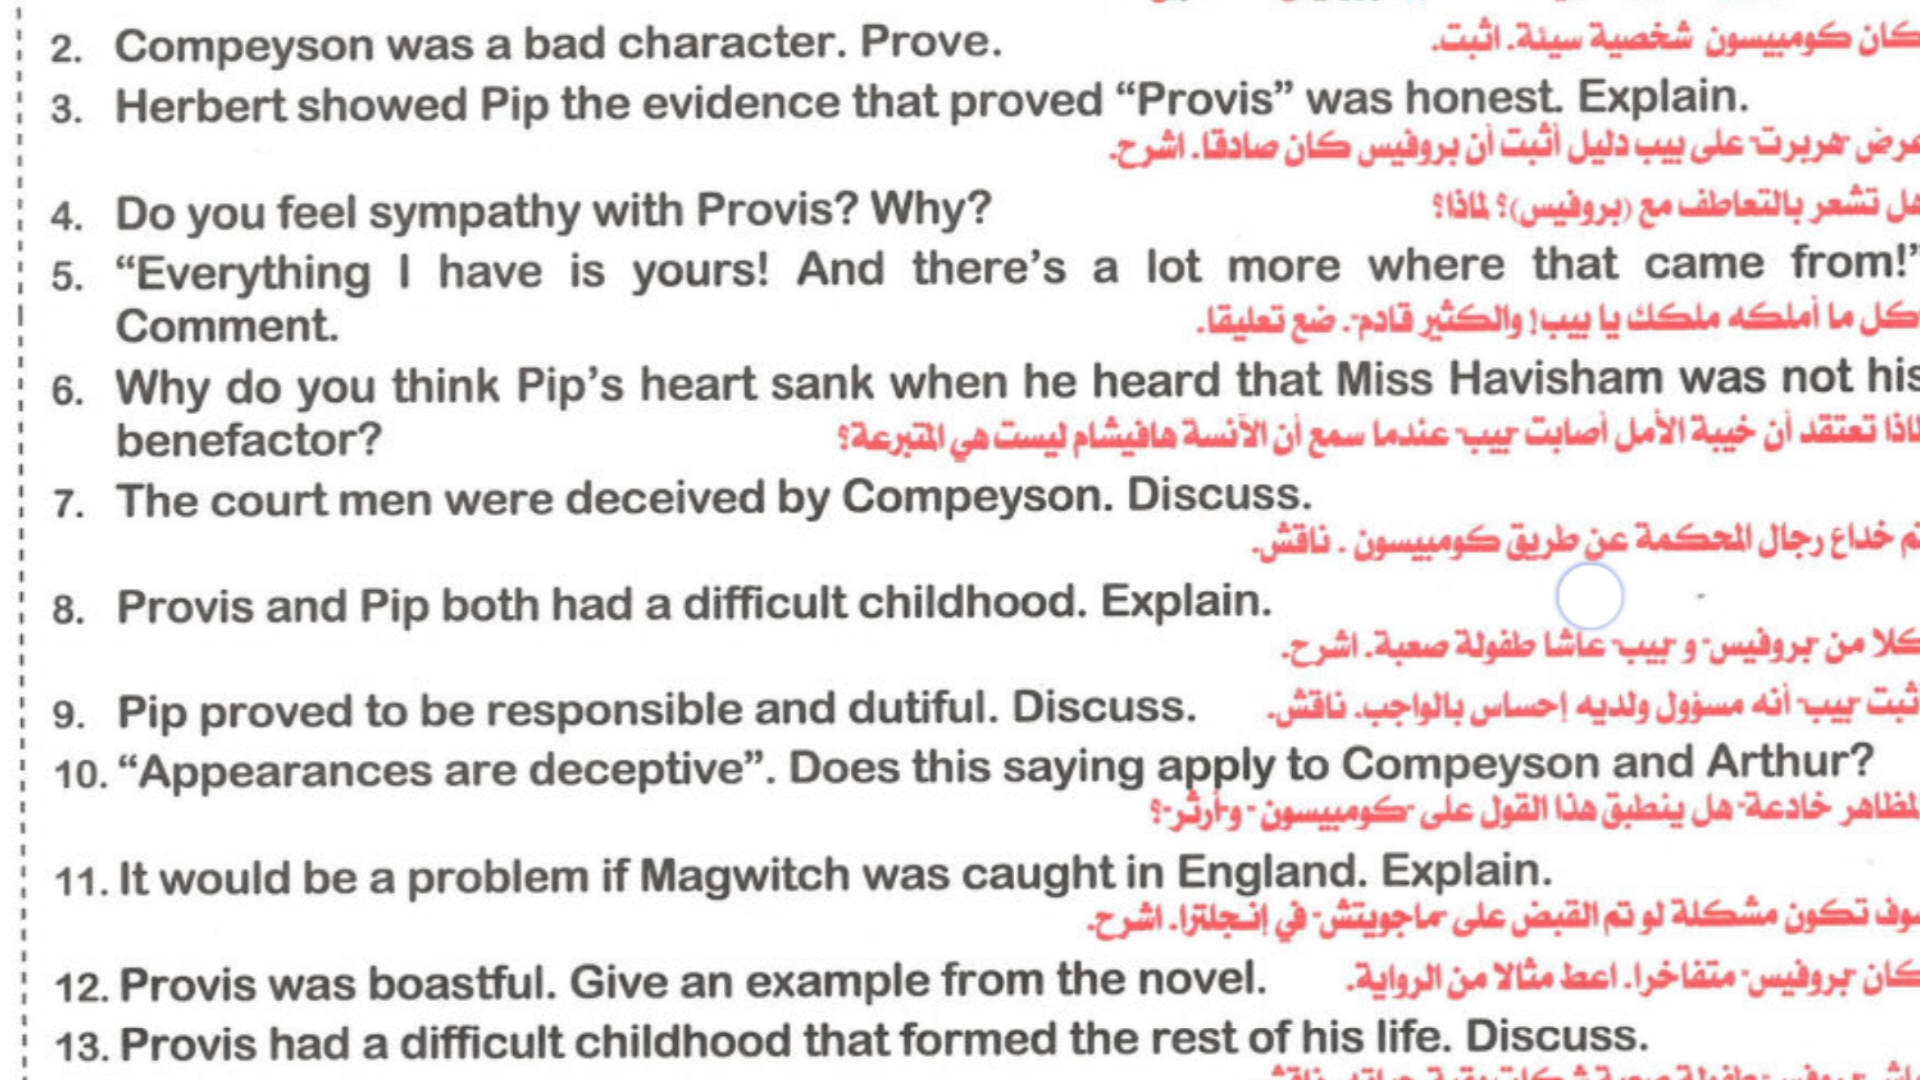 2. Compeyson was a bad character. Prove.
كان كومبيسون شخصية سيئة. اثبت.
3. Herbert showed Pip the evidence that proved “Provis” was honest. Explain.
عرض "هربرت" على بيب دليل أثبت أن بروفيس كان صادقا. اشرح.
4. Do you feel sympathy with Provis? Why?
هل تشعر بالتعاطف مع (بروفيس)؟ لماذا؟
5. “Everything I have is yours! And there’s a lot more where that came from!”
Comment.
كل ما أملكه ملكك يا بيب! والكثير قادم". ضع تعليقا.
6. Why do you think Pip’s heart sank when he heard that Miss Havisham was not his
benefactor?
لماذا تعتقد أن خيبة الأمل أصابت "بيب" عندما سمع أن الآنسة هافيشام ليست هي المتبرعة؟
7. The court men were deceived by Compeyson. Discuss.
تم خداع رجال المحكمة عن طريق كومبيسون . ناقش.
8. Provis and Pip both had a difficult childhood. Explain.
كلا من "بروفيس" و "بيب" عاشا طفولة صعبة. اشرح.
9. Pip proved to be responsible and dutiful. Discuss.
أثبت "بيب" أنه مسؤول ولديه إحساس بالواجب. ناقش.
10. “Appearances are deceptive”. Does this saying apply to Compeyson and Arthur?
المظاهر خادعة" هل ينطبق هذا القول على "كومبيسون" و"أرثر"؟
11. It would be a problem if Magwitch was caught in England. Explain.
سوف تكون مشكلة لو تم القبض على "ماجويتش" في إنجلترا. اشرح.
12. Provis was boastful. Give an example from the novel.
كان "بروفيس" متفاخرا. اعط مثالا من الرواية.
13. Provis had a difficult childhood that formed the rest of his life. Discuss.